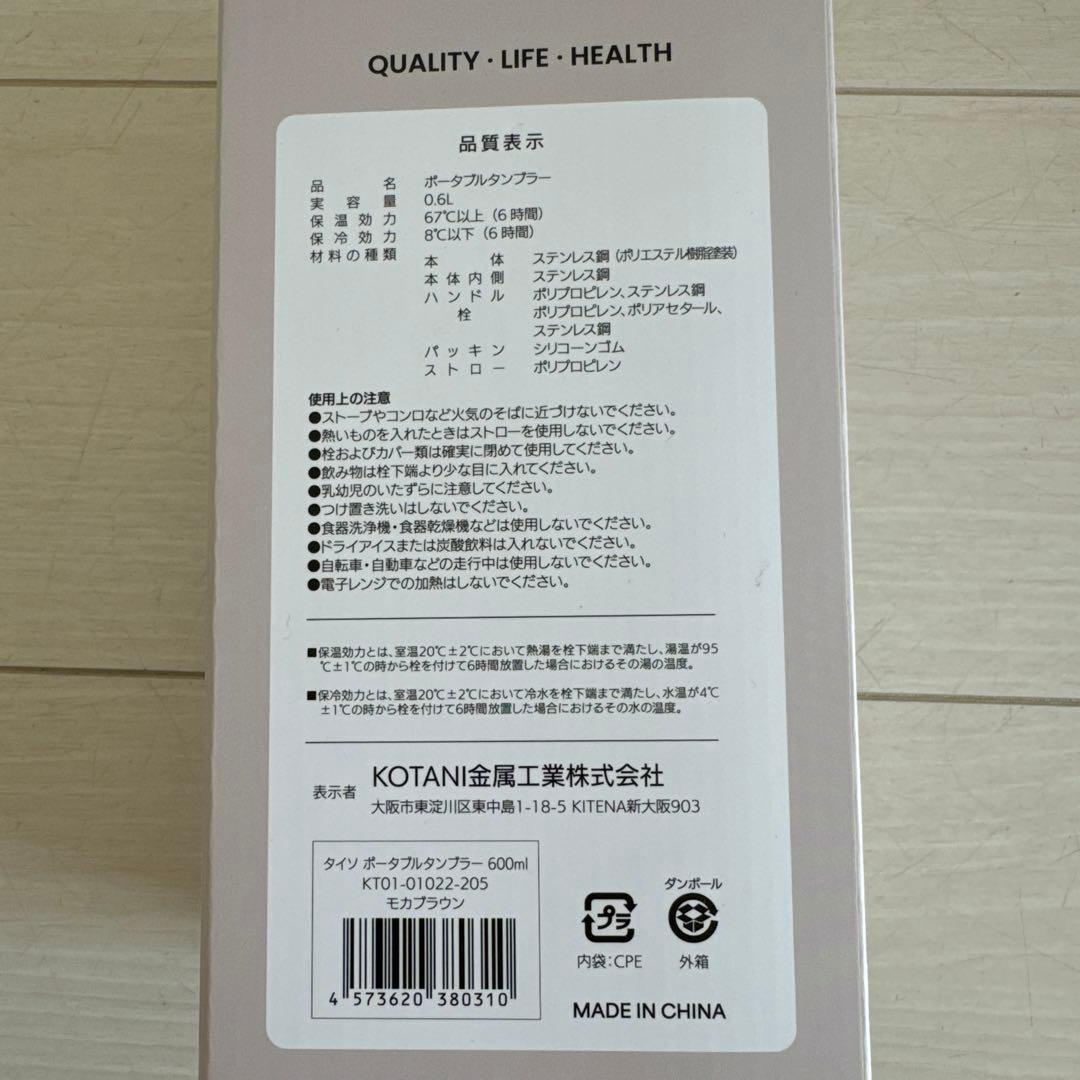 QUALITY · LIFE · HEALTH
品質表示
品名 ポータブルタンブラー
実容量 0.6L
保温効力 67℃以上（6時間）
保冷効力 8℃以下（6時間）
材料の種類 本体 ステンレス鋼（ポリエステル樹脂塗装）
本体内側 ステンレス鋼
ハンドル ポリプロピレン、ステンレス鋼
栓 ポリプロピレン、ポリアセタール、
ステンレス鋼
パッキン シリコーンゴム
ストロー ポリプロピレン
使用上の注意
●ストーブやコンロなど火気のそばに近づけないでください。
●熱いものを入れたときはストローを使用しないでください。
●栓およびカバー類は確実に閉めて使用してください。
●飲み物は栓下端より少な目に入れてください。
●乳幼児のいたずらに注意してください。
●つけ置き洗いはしないでください。
●食器洗浄機・食器乾燥機などは使用しないでください。
●ドライアイスまたは炭酸飲料は入れないでください。
●自転車・自動車などの走行中は使用しないでください。
●電子レンジでの加熱はしないでください。
■保温効力とは、室温20℃±2℃において熱湯を栓下端まで満たし、湯温が95
℃±1℃の時から栓を付けて6時間放置した場合におけるその湯の温度。
■保冷効力とは、室温20℃±2℃において冷水を栓下端まで満たし、水温が4℃
±1℃の時から栓を付けて6時間放置した場合におけるその水の温度。
表示者 KOTANI金属工業株式会社
大阪市東淀川区東中島1-18-5 KITENA新大阪903
タイソ ポータブルタンブラー 600ml
KT01-01022-205
モカブラウン
4 573620 380310
プラ
内袋：CPE
ダンボール
外箱
MADE IN CHINA